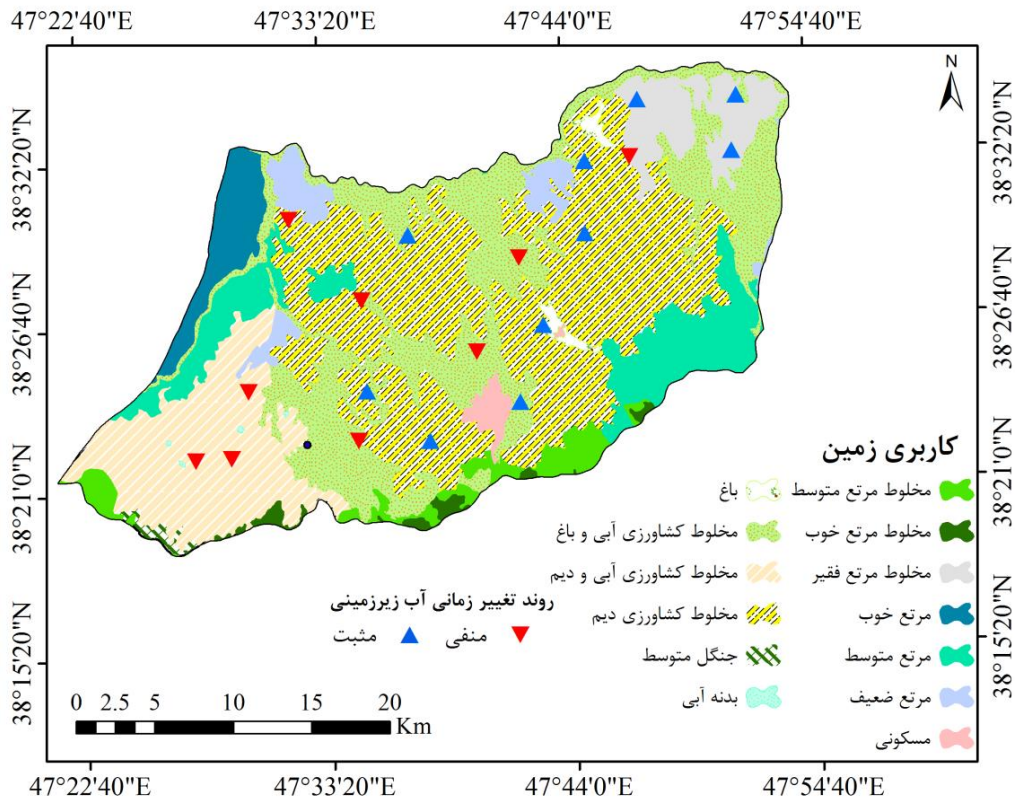 47°22'40"E 47°33'20"E 47°44'0"E 47°54'40"E
N
38°32'20"N 38°32'20"N
38°26'40"N 38°26'40"N
38°21'0"N 38°21'0"N
38°15'20"N 38°15'20"N
کاربری زمین
مخلوط مرتع متوسط باغ
مخلوط مرتع خوب مخلوط کشاورزی آبی و باغ
مخلوط مرتع فقیر مخلوط کشاورزی آبی و دیم
مرتع خوب مخلوط کشاورزی دیم
مرتع متوسط جنگل متوسط
مرتع ضعیف بدنه آبی
مسکونی
روند تغییر زمانی آب زیرزمینی
منفی مثبت
0 2.5 5 10 15 20
Km
47°22'40"E 47°33'20"E 47°44'0"E 47°54'40"E